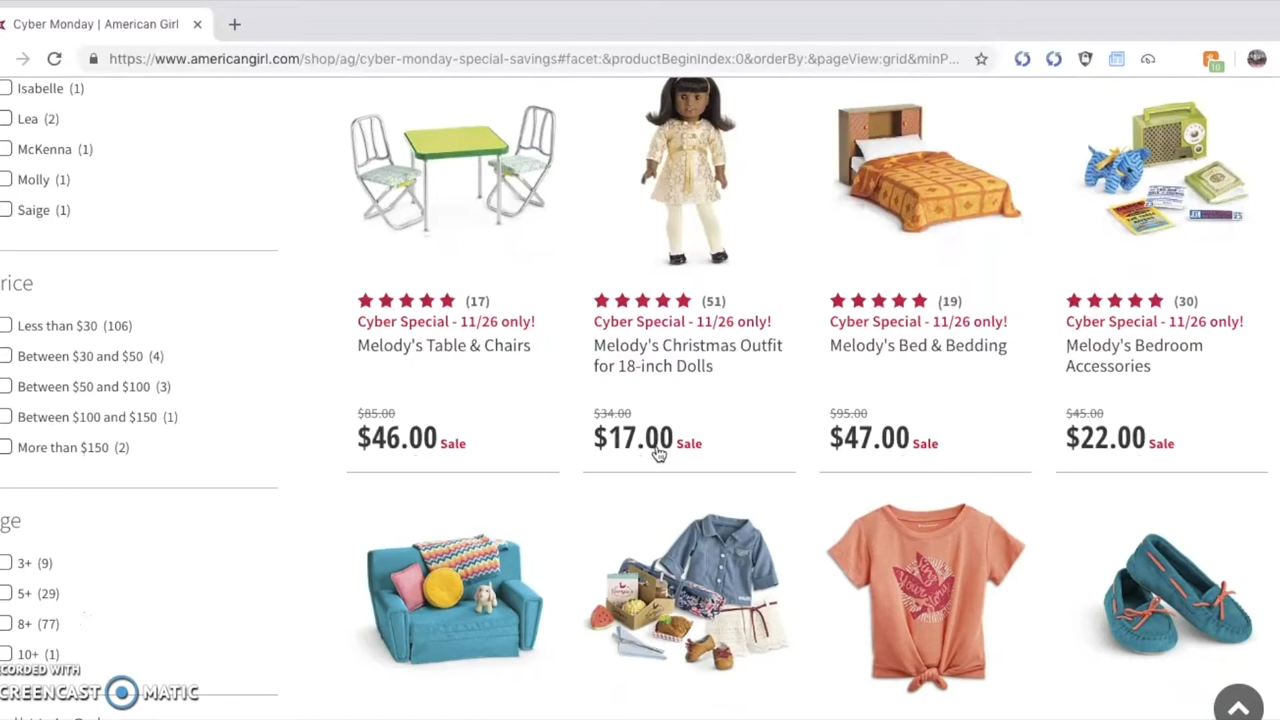 Cyber Monday | American Girl
https://www.americangirl.com/shop/ag/cyber-monday-special-savings#facet:&productBeginIndex:0&orderBy:&pageView:grid&minP...
10
Isabelle (1)
Lea (2)
McKenna (1)
Molly (1)
Saige (1)
rice
Less than $30 (106)
Between $30 and $50 (4)
Between $50 and $100 (3)
Between $100 and $150 (1)
More than $150 (2)
ge
3+ (9)
5+ (29)
8+ (77)
10+ (1)
(17)
Cyber Special - 11/26 only!
Melody's Table & Chairs
$85.00
$46.00 Sale
(51)
Cyber Special - 11/26 only!
Melody's Christmas Outfit
for 18-inch Dolls
$34.00
$17.00 Sale
(19)
Cyber Special - 11/26 only!
Melody's Bed & Bedding
$95.00
$47.00 Sale
(30)
Cyber Special - 11/26 only!
Melody's Bedroom
Accessories
$45.00
$22.00 Sale
CORDED WITH
CREENCAST MATIC